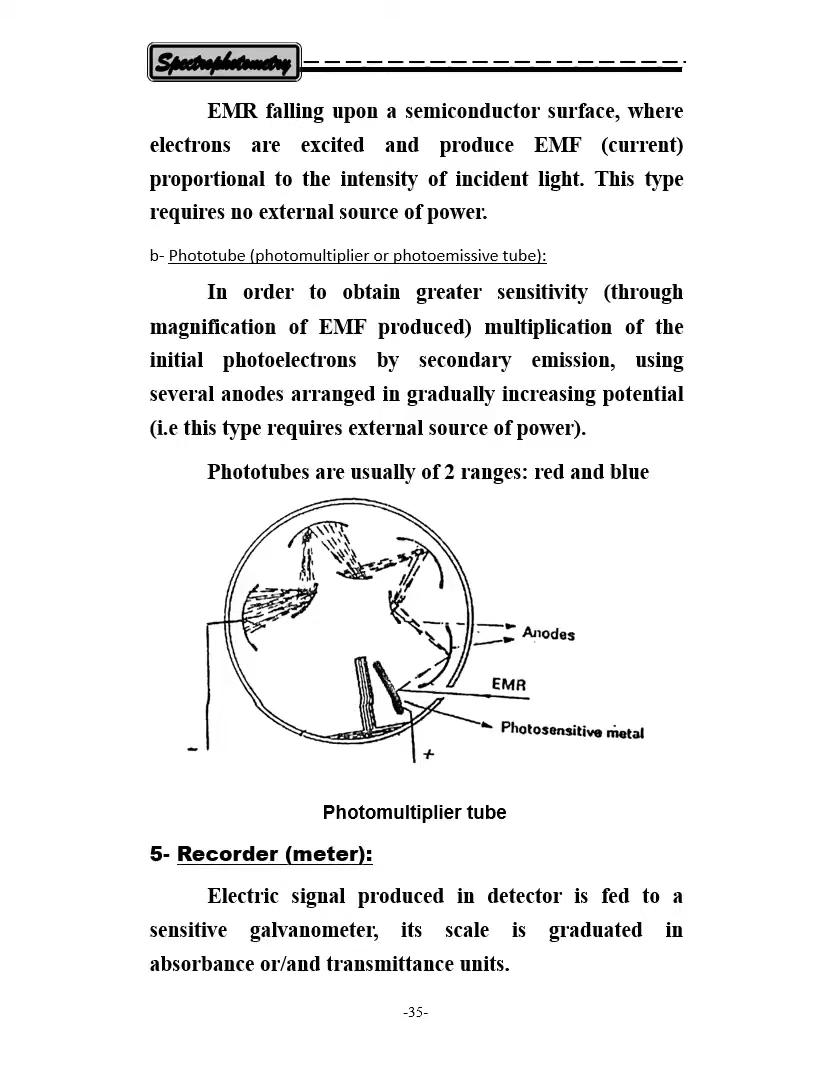 Spectrophotometry
EMR falling upon a semiconductor surface, where
electrons are excited and produce EMF (current)
proportional to the intensity of incident light. This type
requires no external source of power.
b- Phototube (photomultiplier or photoemissive tube):
In order to obtain greater sensitivity (through
magnification of EMF produced) multiplication of the
initial photoelectrons by secondary emission, using
several anodes arranged in gradually increasing potential
(i.e this type requires external source of power).
Phototubes are usually of 2 ranges: red and blue
Anodes
EMR
Photosensitive metal
-
+
Photomultiplier tube
5- Recorder (meter):
Electric signal produced in detector is fed to a
sensitive galvanometer, its scale is graduated in
absorbance or/and transmittance units.
-35-